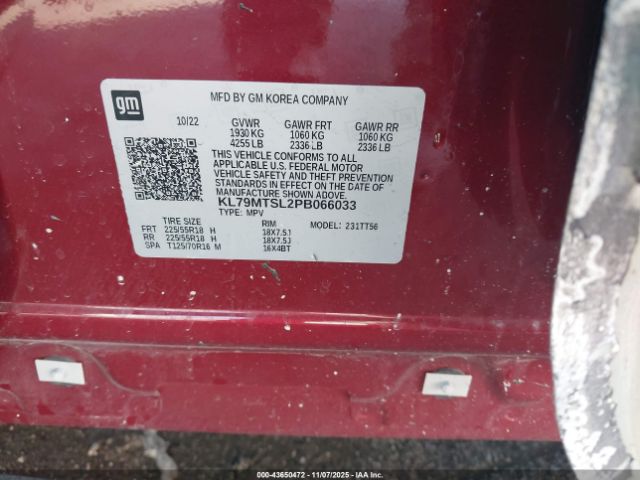 gm
MFD BY GM KOREA COMPANY
10/22 GVWR GAWR FRT GAWR RR
1930 KG 1060 KG 1060 KG
4255 LB 2336 LB 2336 LB
THIS VEHICLE CONFORMS TO ALL
APPLICABLE U.S. FEDERAL MOTOR
VEHICLE SAFETY AND THEFT PREVENTION
STANDARDS IN EFFECT ON THE DATE OF
MANUFACTURE SHOWN ABOVE.
KL79MTSL2PB066033
TYPE: MPV MODEL: 231TT56
TIRE SIZE RIM
FRT 225/55R18 H 18X7.5J
RR 225/55R18 H 18X7.5J
SPA T125/70R16 M 16X4BT
000-43650472 - 11/07/2025 - IAAI.COM